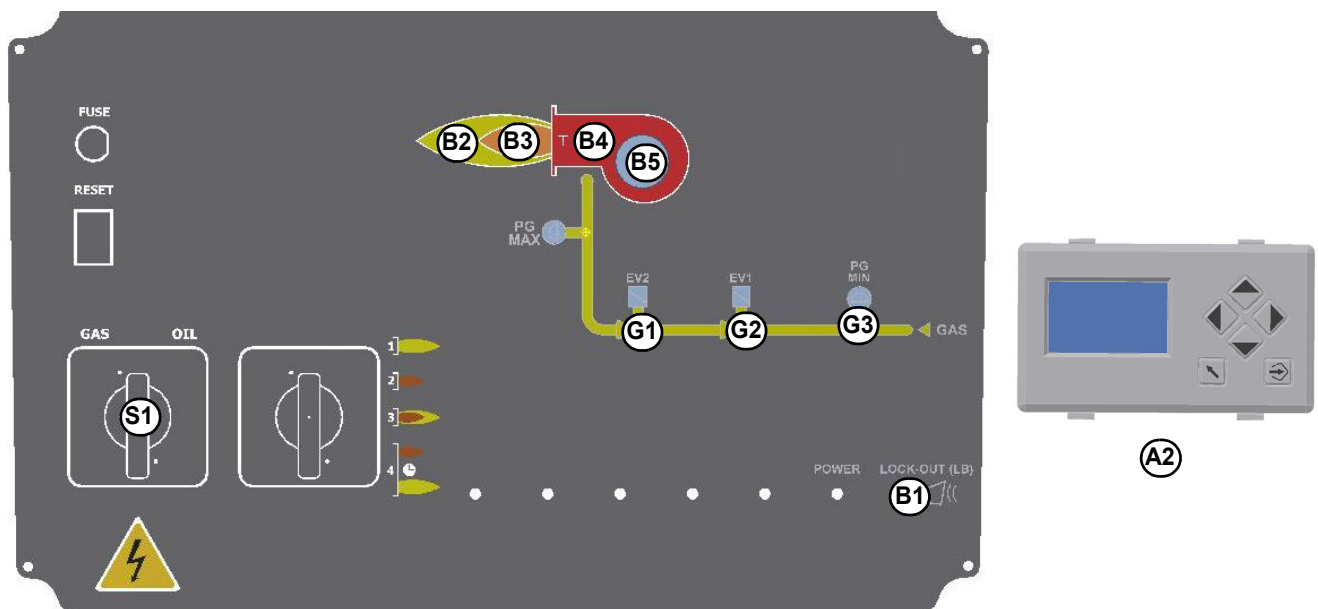 FUSE
RESET
GAS OIL
S1
B2 B3 T B4 B5
PG
MAX
EV2 EV1 PG
MIN
G1 G2 G3 GAS
1
2
3
4
POWER LOCK-OUT (LB)
B1
A2